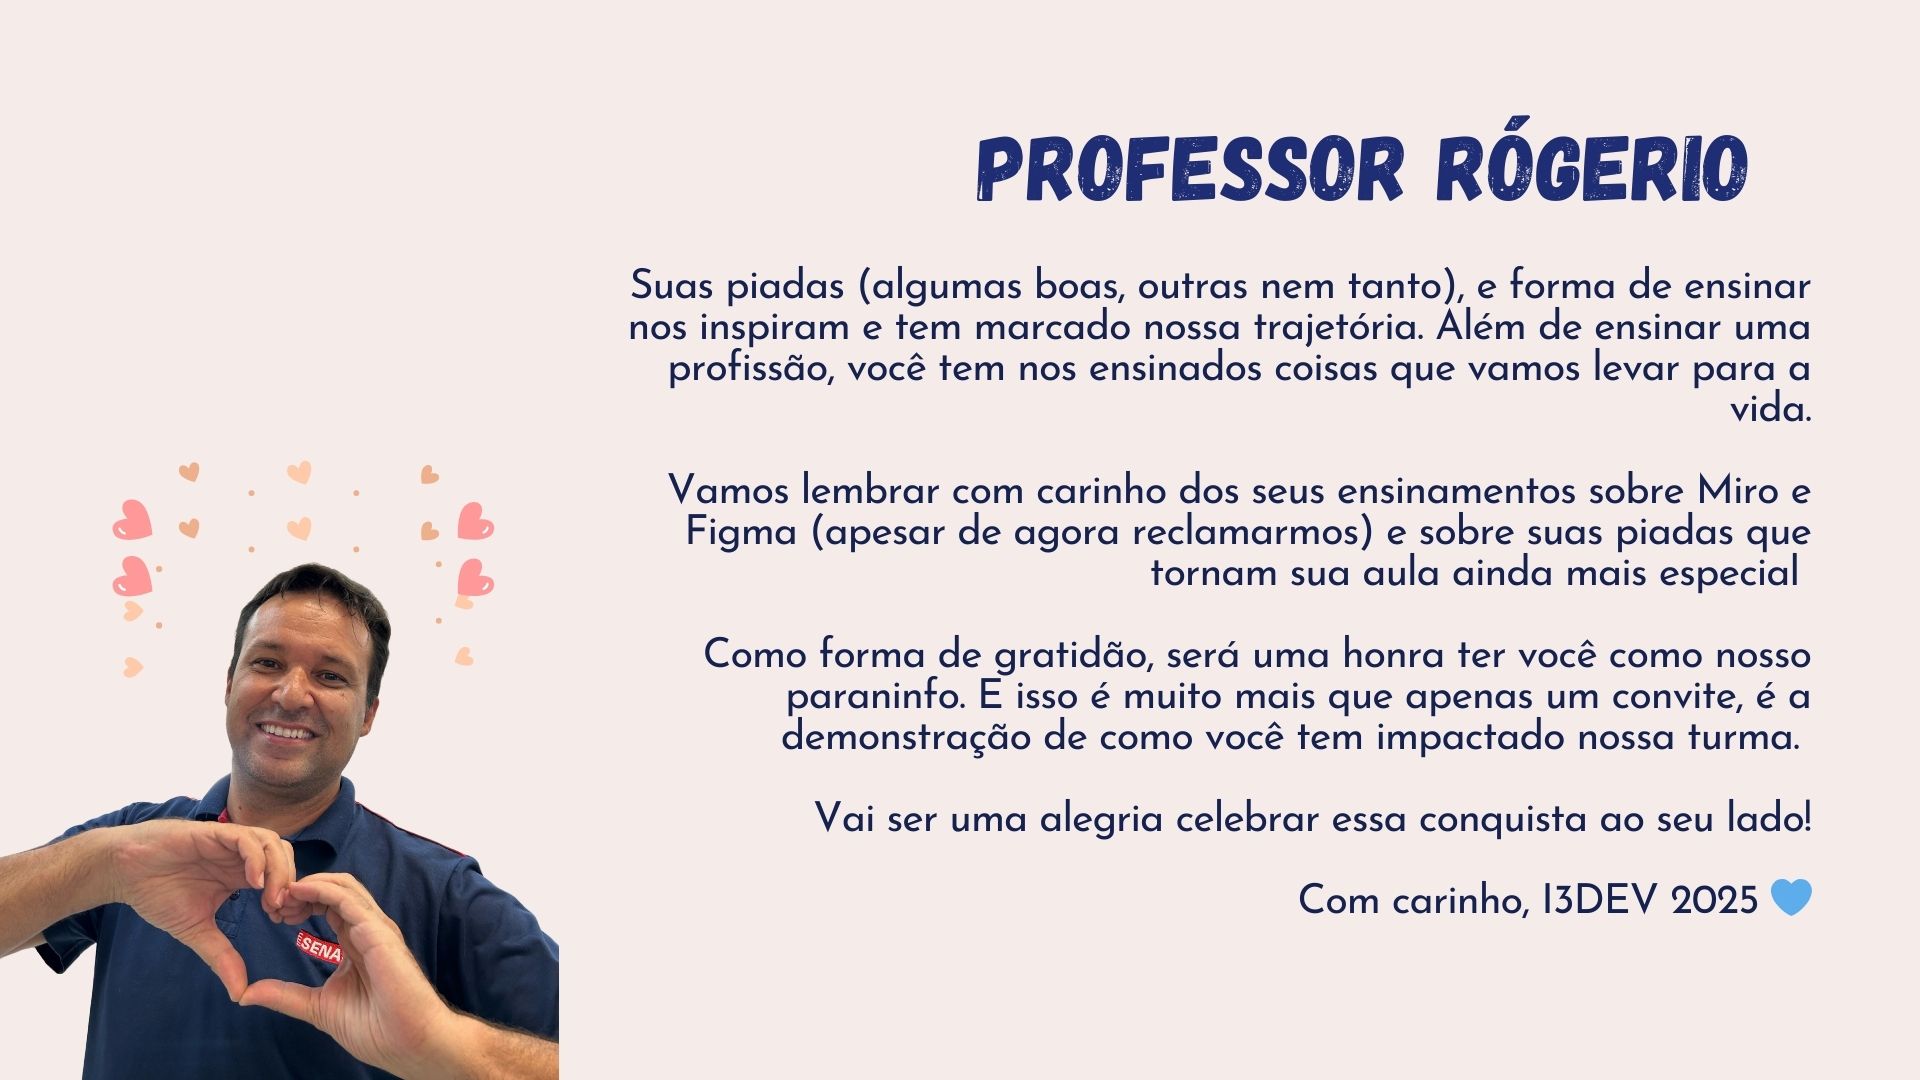 PROFESSOR RÓGERIO
Suas piadas (algumas boas, outras nem tanto), e forma de ensinar
nos inspiram e tem marcado nossa trajetória. Além de ensinar uma
profissão, você tem nos ensinados coisas que vamos levar para a
vida.
Vamos lembrar com carinho dos seus ensinamentos sobre Miro e
Figma (apesar de agora reclamarmos) e sobre suas piadas que
tornam sua aula ainda mais especial
Como forma de gratidão, será uma honra ter você como nosso
paraninfo. E isso é muito mais que apenas um convite, é a
demonstração de como você tem impactado nossa turma.
Vai ser uma alegria celebrar essa conquista ao seu lado!
Com carinho, I3DEV 2025 💙
SENA